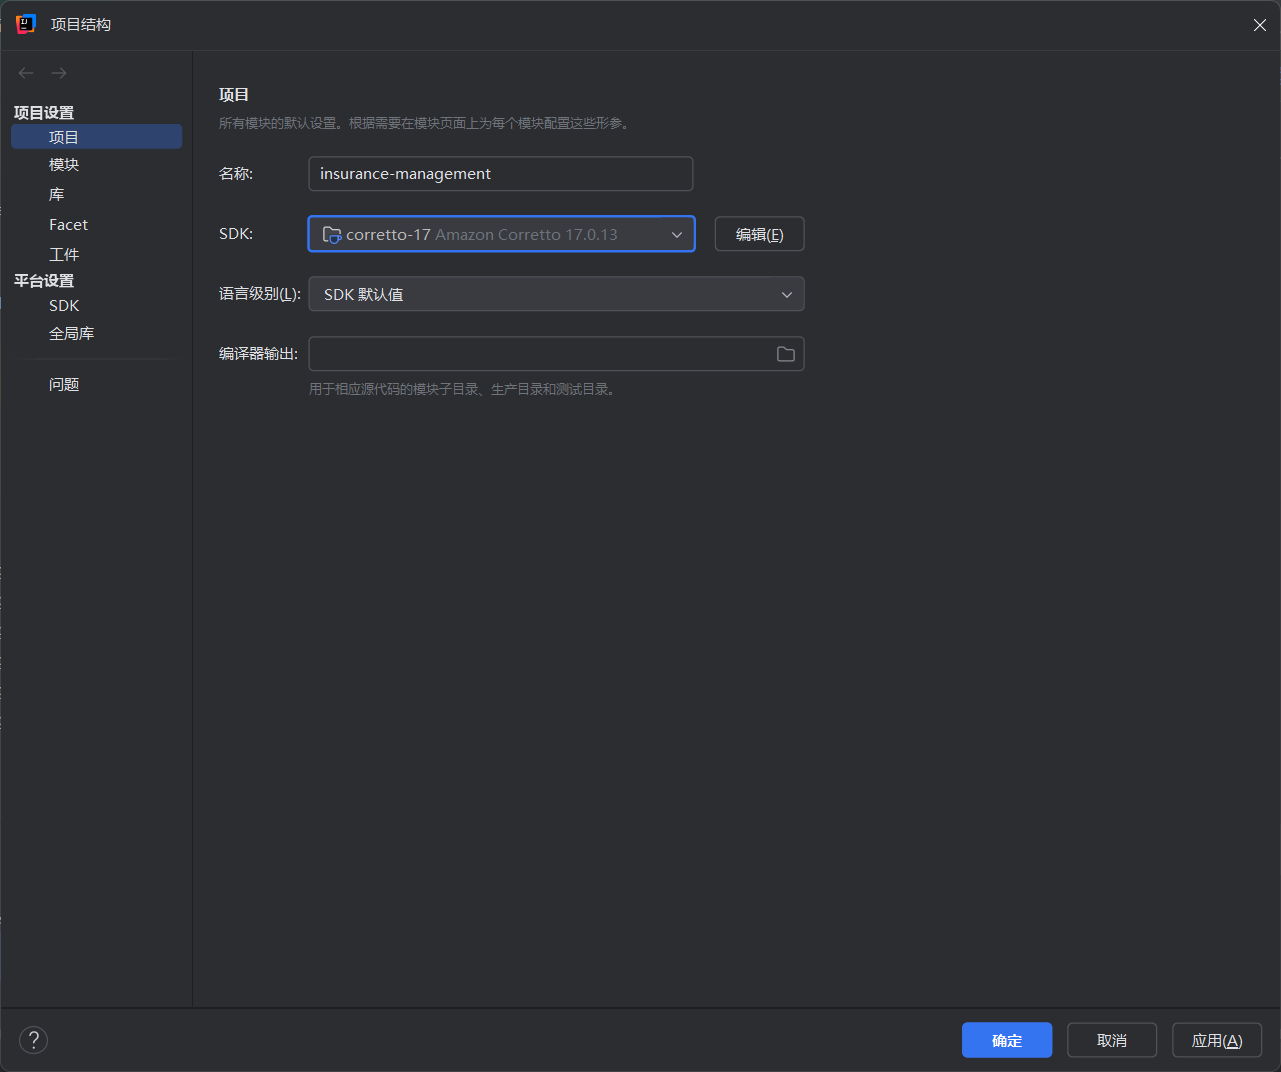 项目结构
项目设置
项目
模块
库
Facet
工件
平台设置
SDK
全局库
问题
项目
所有模块的默认设置。根据需要在模块页面上为每个模块配置这些形参。
名称: insurance-management
SDK: corretto-17 Amazon Corretto 17.0.13 编辑(E)
语言级别(L): SDK 默认值
编译器输出:
用于相应源代码的模块子目录、生产目录和测试目录。
? 确定 取消 应用(A)